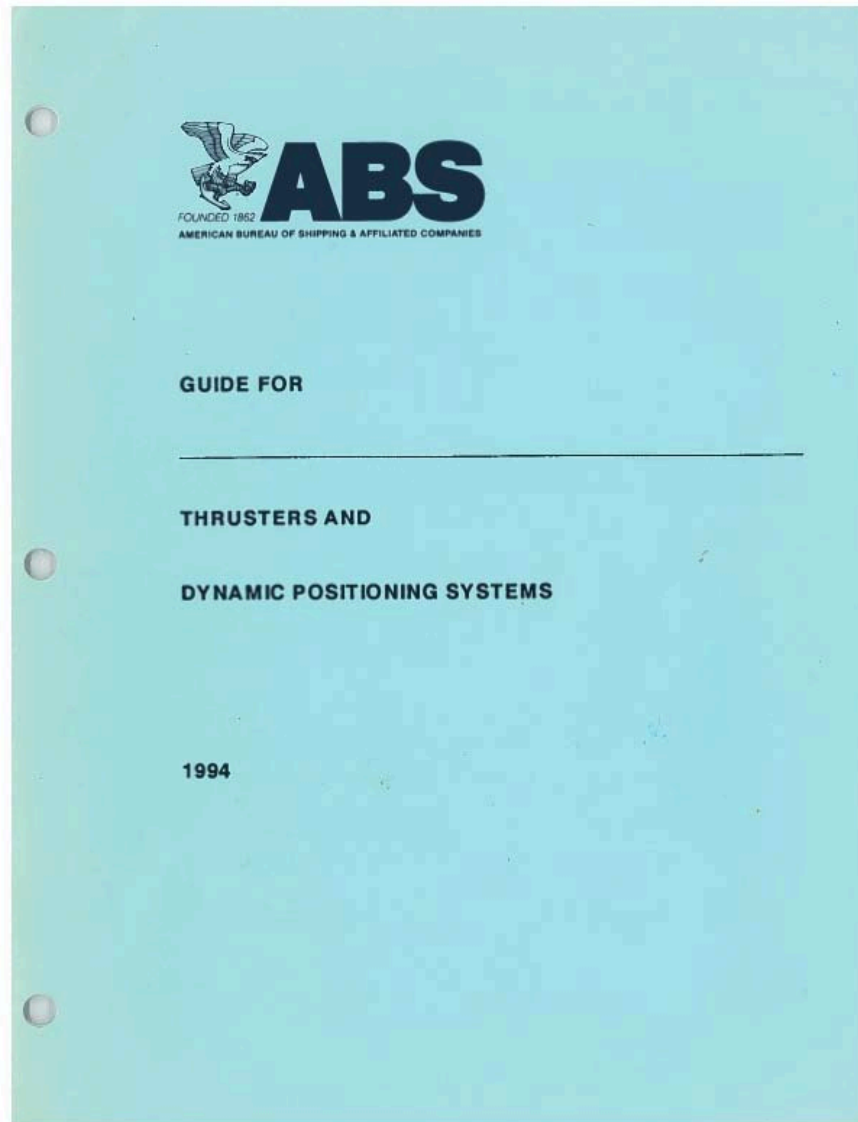 ABS
FOUNDED 1862
AMERICAN BUREAU OF SHIPPING & AFFILIATED COMPANIES
GUIDE FOR
THRUSTERS AND
DYNAMIC POSITIONING SYSTEMS
1994